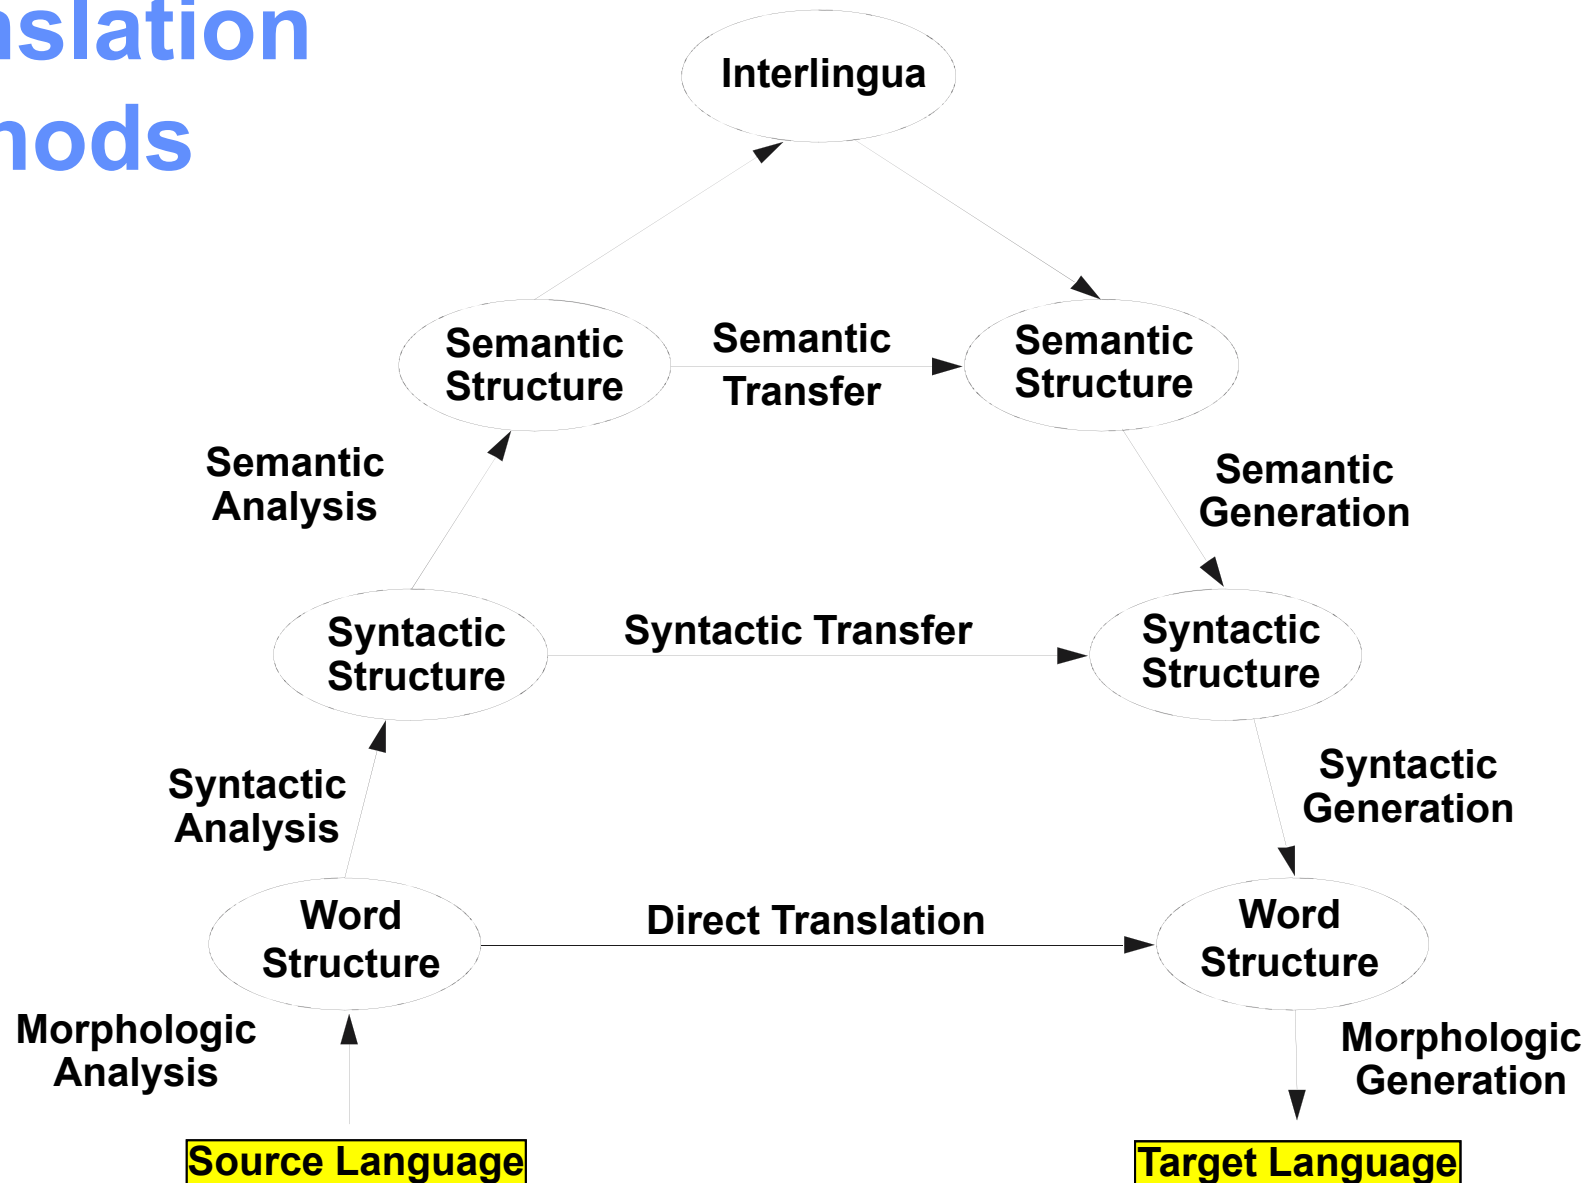 nslation
nods
Interlingua
Semantic
Structure
Semantic
Transfer
Semantic
Structure
Semantic
Analysis
Semantic
Generation
Syntactic
Structure
Syntactic Transfer
Syntactic
Structure
Syntactic
Analysis
Syntactic
Generation
Word
Structure
Direct Translation
Word
Structure
Morphologic
Analysis
Morphologic
Generation
Source Language
Target Language